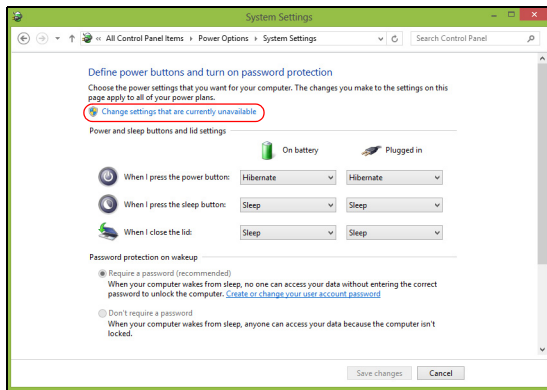 System Settings
« All Control Panel Items › Power Options › System Settings
Search Control Panel
Define power buttons and turn on password protection
Choose the power settings that you want for your computer. The changes you make to the settings on this
page apply to all of your power plans.
Change settings that are currently unavailable
Power and sleep buttons and lid settings
On battery
Plugged in
When I press the power button:
Hibernate
Hibernate
When I press the sleep button:
Sleep
Sleep
When I close the lid:
Sleep
Sleep
Password protection on wakeup
Require a password (recommended)
When your computer wakes from sleep, no one can access your data without entering the correct
password to unlock the computer. Create or change your user account password
Don't require a password
When your computer wakes from sleep, anyone can access your data because the computer isn't
locked.
Save changes
Cancel